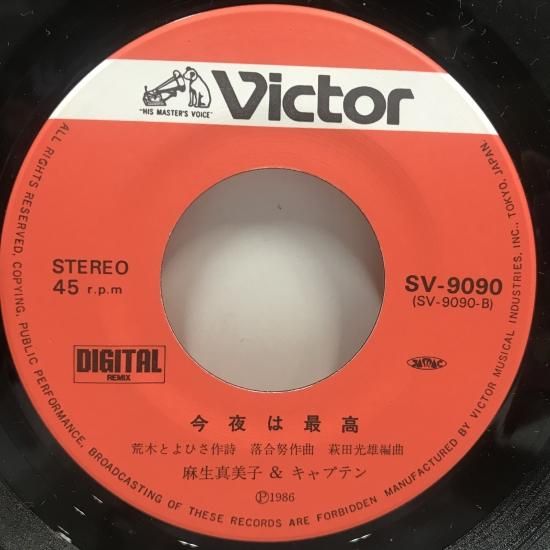 Victor
"HIS MASTER'S VOICE"
STEREO
45 r.p.m
SV-9090
(SV-9090-B)
DIGITAL
REMIX
今夜は最高
荒木とよひさ作詩 落合努作曲 萩田光雄編曲
麻生真美子 & キャプテン
Ⓟ1986
ALL RIGHTS RESERVED, COPYING, PUBLIC PERFORMANCE, BROADCASTING OF THESE RECORDS ARE FORBIDDEN MANUFACTURED BY VICTOR MUSICAL INDUSTRIES, INC., TOKYO, JAPAN.